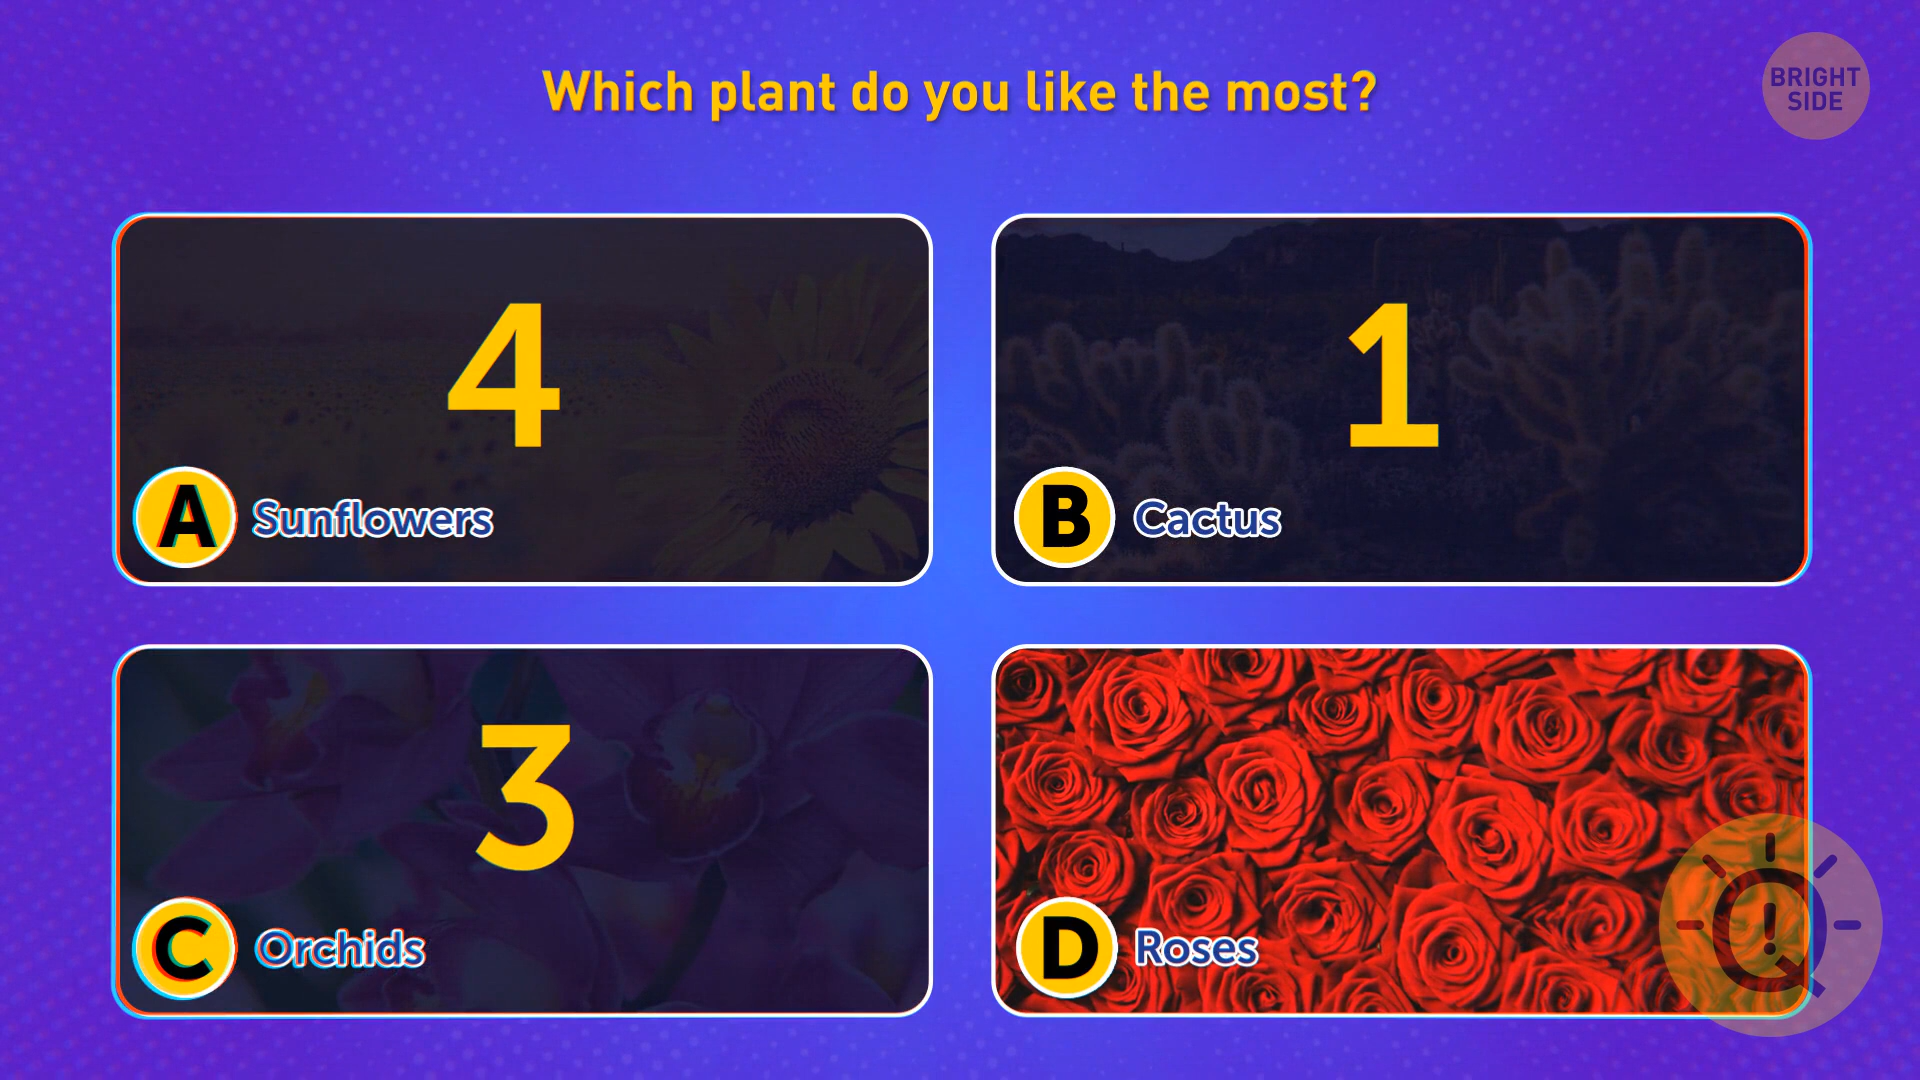 Which plant do you like the most?
BRIGHT
SIDE
4
A Sunflowers
1
B Cactus
3
C Orchids
D Roses
Q!